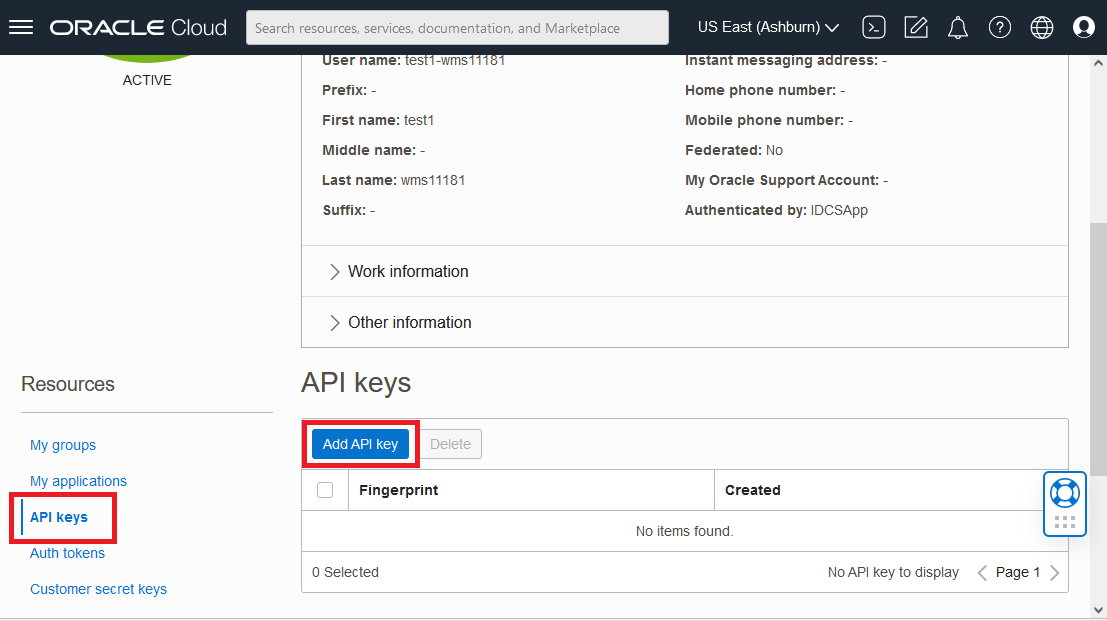 ORACLE Cloud
Search resources, services, documentation, and Marketplace
US East (Ashburn)
ACTIVE
User name: test1-wms11181
Prefix: -
First name: test1
Middle name: -
Last name: wms11181
Suffix: -
Instant messaging address: -
Home phone number: -
Mobile phone number: -
Federated: No
My Oracle Support Account: -
Authenticated by: IDCSApp
Work information
Other information
Resources
My groups
My applications
API keys
Auth tokens
Customer secret keys
API keys
Add API key Delete
Fingerprint Created
No items found.
0 Selected No API key to display Page 1